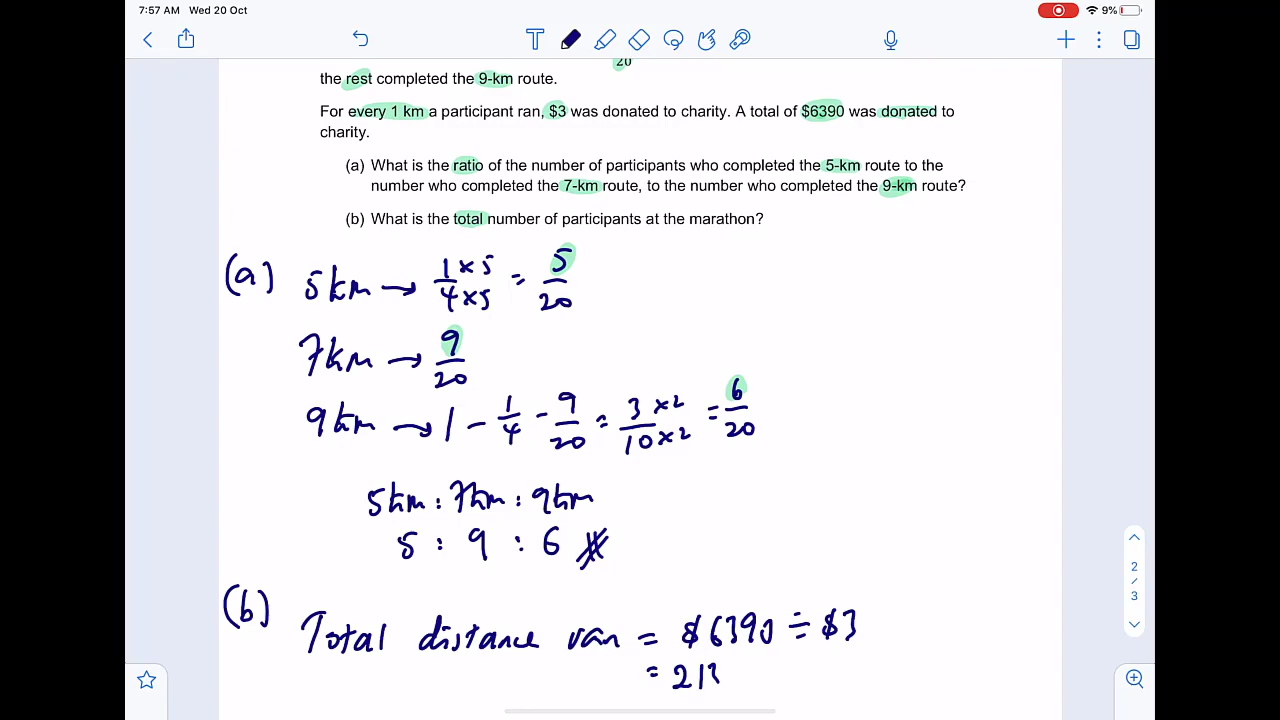 7:57 AM Wed 20 Oct
9%
20
the rest completed the 9-km route.
For every 1 km a participant ran, $3 was donated to charity. A total of $6390 was donated to
charity.
(a) What is the ratio of the number of participants who completed the 5-km route to the
number who completed the 7-km route, to the number who completed the 9-km route?
(b) What is the total number of participants at the marathon?
(a) 5km → 1×5/4×5 = 5/20
7km → 9/20
9km → 1 - 1/4 - 9/20 = 3×2/10×2 = 6/20
5km : 7km : 9km
5 : 9 : 6
(b) Total distance ran = $6390 ÷ $3
= 213
2
/
3